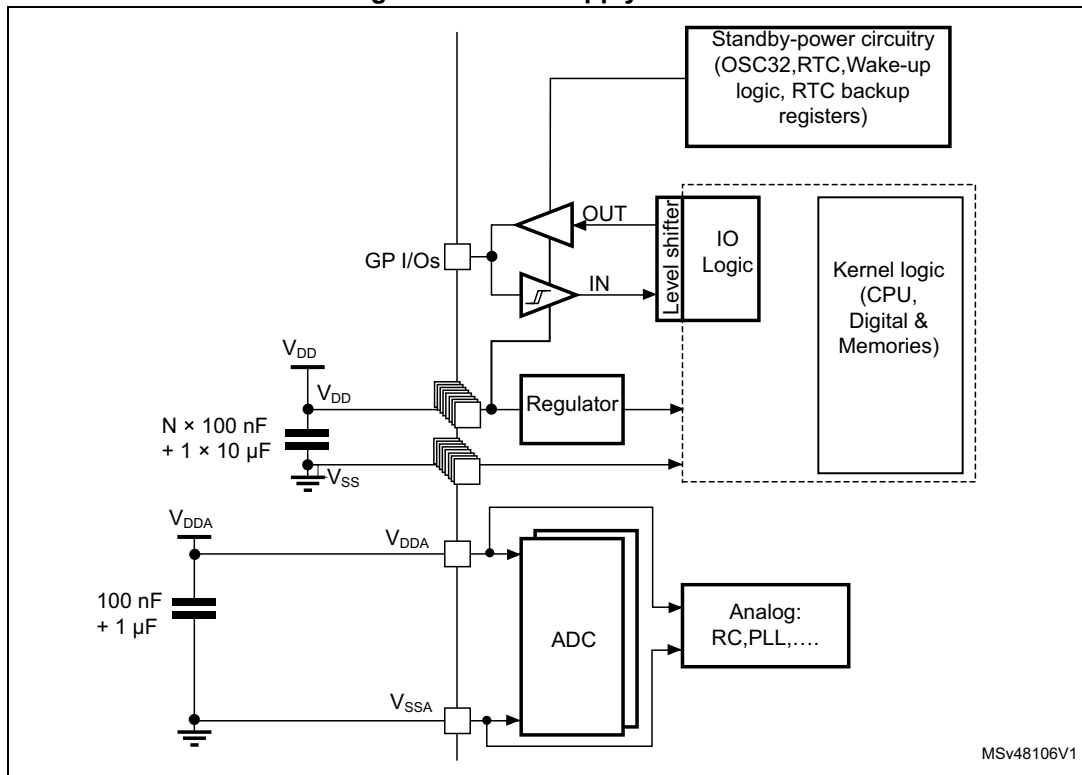 Standby-power circuitry
(OSC32,RTC,Wake-up
logic, RTC backup
registers)
OUT
Level shifter
IO
Logic
GP I/Os
IN
Kernel logic
(CPU,
Digital &
Memories)
VDD
VDD
Regulator
N × 100 nF
+ 1 × 10 µF
VSS
VDDA
VDDA
100 nF
+ 1 µF
ADC
Analog:
RC,PLL,….
VSSA
MSv48106V1